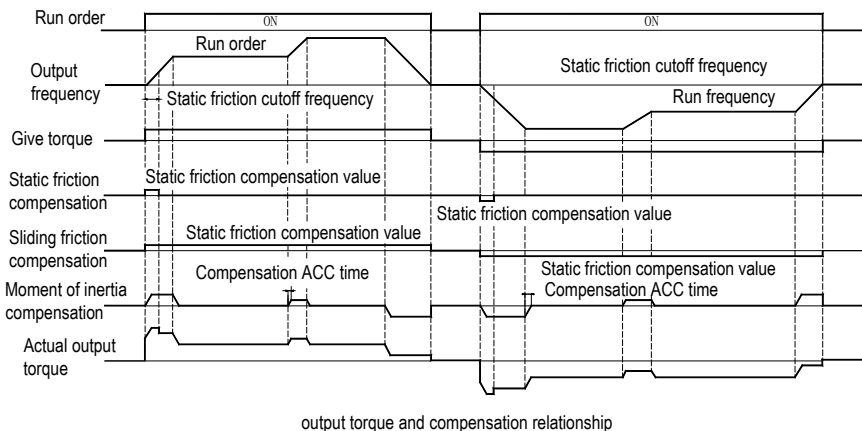 Run order
ON
ON
Run order
Static friction cutoff frequency
Output
frequency
Static friction cutoff frequency
Run frequency
Give torque
Static friction
compensation
Static friction compensation value
Static friction compensation value
Sliding friction
compensation
Static friction compensation value
Compensation ACC time
Static friction compensation value
Moment of inertia
compensation
Compensation ACC time
Actual output
torque
output torque and compensation relationship